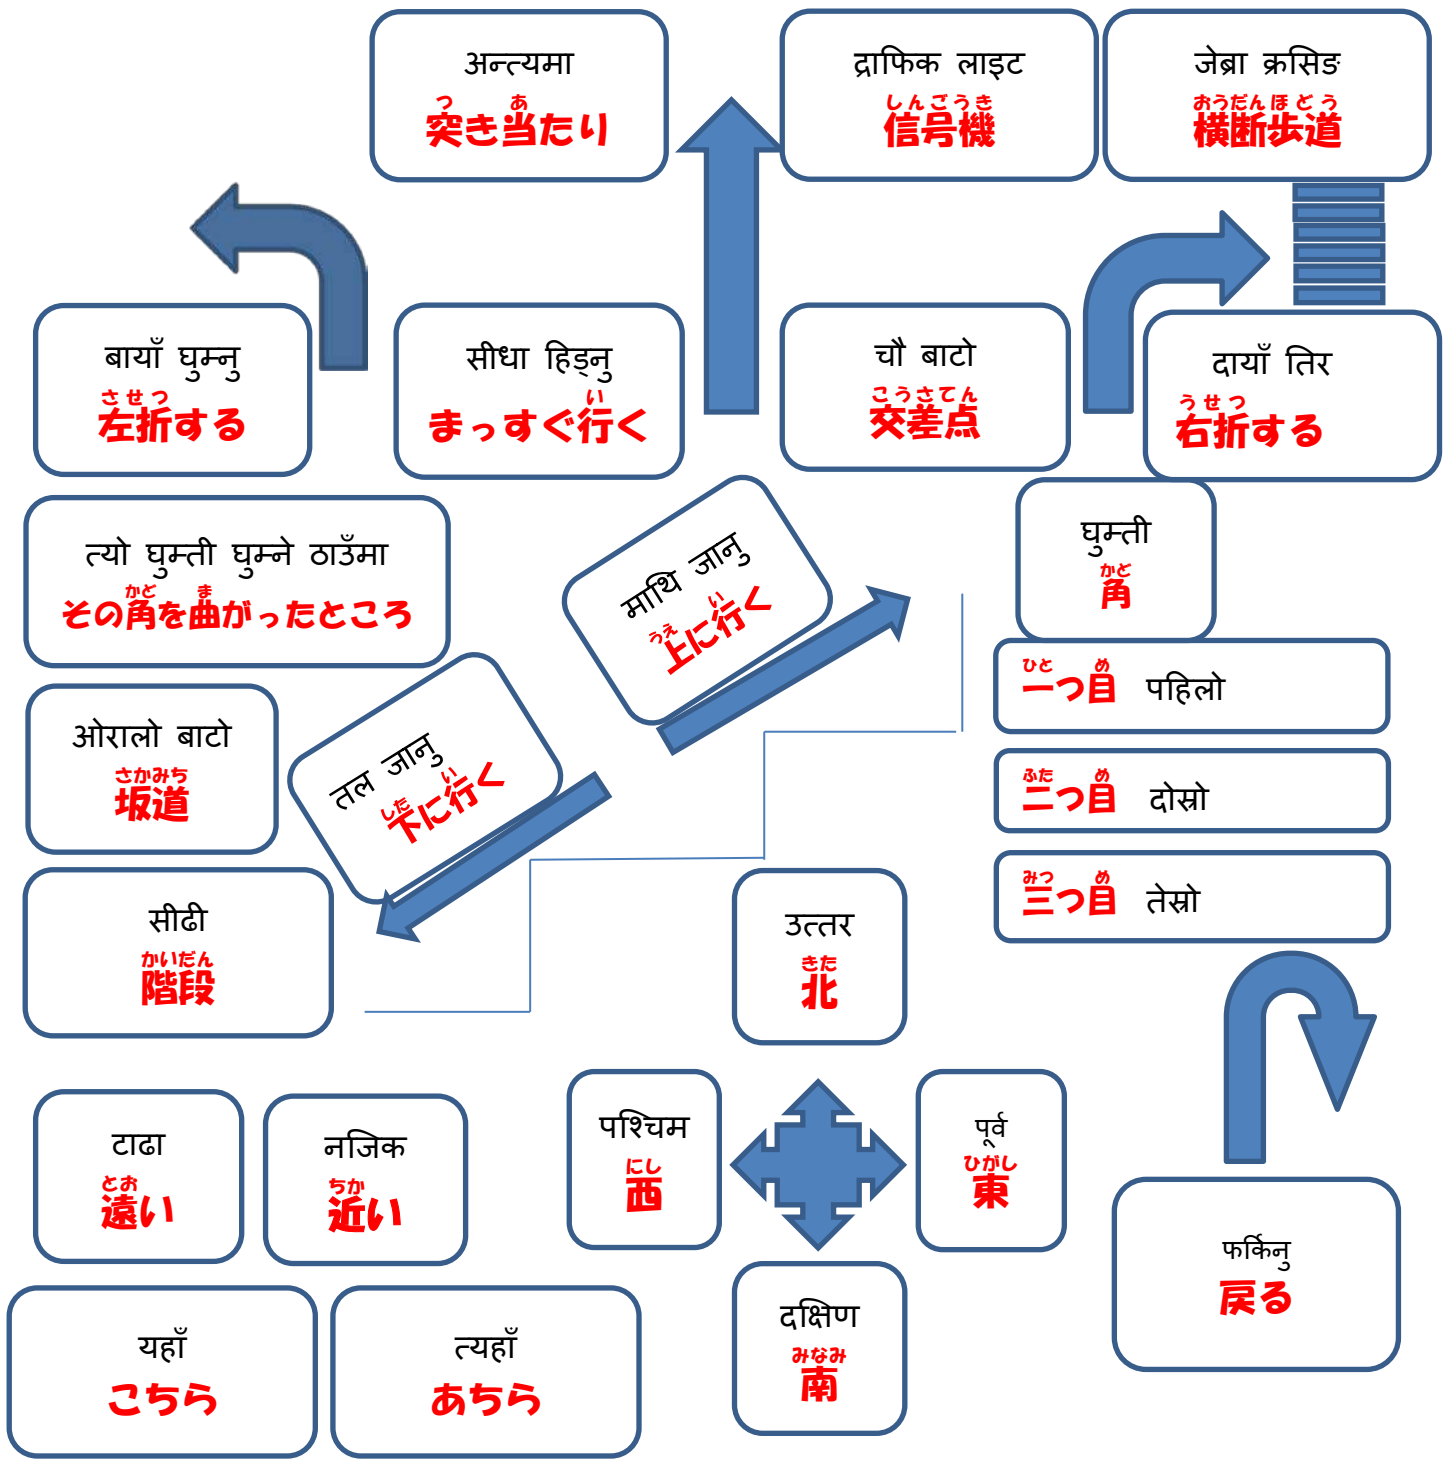 अन्त्यमा
つ あ
突き当たり
द्राफिक लाइट
しんごうき
信号機
जेब्रा क्रसिङ
おうだんほどう
横断歩道
बायाँ घुम्नु
させつ
左折する
सीधा हिड्नु
い
まっすぐ行く
चौ बाटो
こうさてん
交差点
दायाँ तिर
うせつ
右折する
त्यो घुम्ती घुम्ने ठाउँमा
かど ま
その角を曲がったところ
माथि जानु
うえ い
上に行く
घुम्ती
かど
角
ひと め
一つ目 पहिलो
ふた め
二つ目 दोस्रो
みつ め
三つ目 तेस्रो
ओरालो बाटो
さかみち
坂道
तल जानु
した い
下に行く
सीढी
かいだん
階段
उत्तर
きた
北
टाढा
とお
遠い
नजिक
ちか
近い
पश्चिम
にし
西
पूर्व
ひがし
東
फर्किनु
戻る
यहाँ
こちら
त्यहाँ
あちら
दक्षिण
みなみ
南